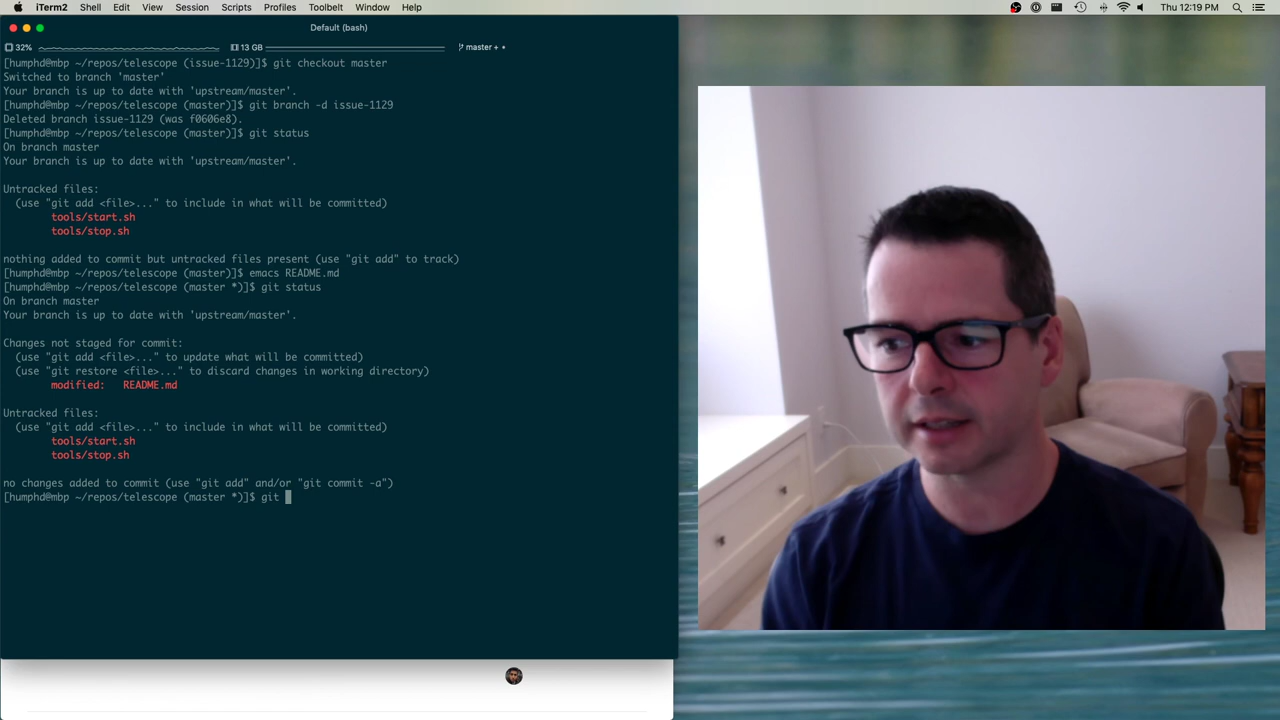 iTerm2 Shell Edit View Session Scripts Profiles Toolbelt Window Help Thu 12:19 PM
Default (bash)
32% 13 GB master + •
[humphd@mbp ~/repos/telescope (issue-1129)]$ git checkout master
Switched to branch 'master'
Your branch is up to date with 'upstream/master'.
[humphd@mbp ~/repos/telescope (master)]$ git branch -d issue-1129
Deleted branch issue-1129 (was f0606e8).
[humphd@mbp ~/repos/telescope (master)]$ git status
On branch master
Your branch is up to date with 'upstream/master'.
Untracked files:
(use "git add <file>..." to include in what will be committed)
tools/start.sh
tools/stop.sh
nothing added to commit but untracked files present (use "git add" to track)
[humphd@mbp ~/repos/telescope (master)]$ emacs README.md
[humphd@mbp ~/repos/telescope (master *)]$ git status
On branch master
Your branch is up to date with 'upstream/master'.
Changes not staged for commit:
(use "git add <file>..." to update what will be committed)
(use "git restore <file>..." to discard changes in working directory)
modified: README.md
Untracked files:
(use "git add <file>..." to include in what will be committed)
tools/start.sh
tools/stop.sh
no changes added to commit (use "git add" and/or "git commit -a")
[humphd@mbp ~/repos/telescope (master *)]$ git